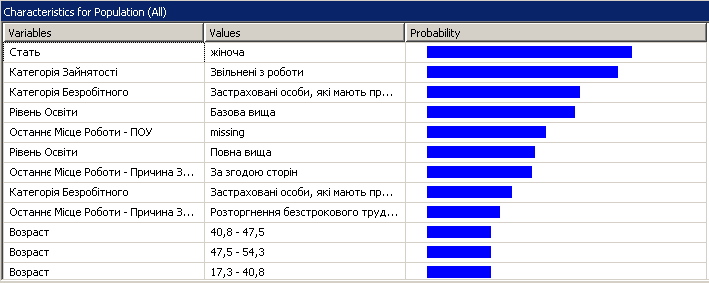 Characteristics for Population (All)
Variables Values Probability
Стать жіноча
Категорія Зайнятості Звільнені з роботи
Категорія Безробітного Застраховані особи, які мають пр...
Рівень Освіти Базова вища
Останнє Місце Роботи - ПОУ missing
Рівень Освіти Повна вища
Останнє Місце Роботи - Причина З... За згодою сторін
Категорія Безробітного Застраховані особи, які мають пр...
Останнє Місце Роботи - Причина З... Розторгнення безстрокового труд...
Возраст 40,8 - 47,5
Возраст 47,5 - 54,3
Возраст 17,3 - 40,8